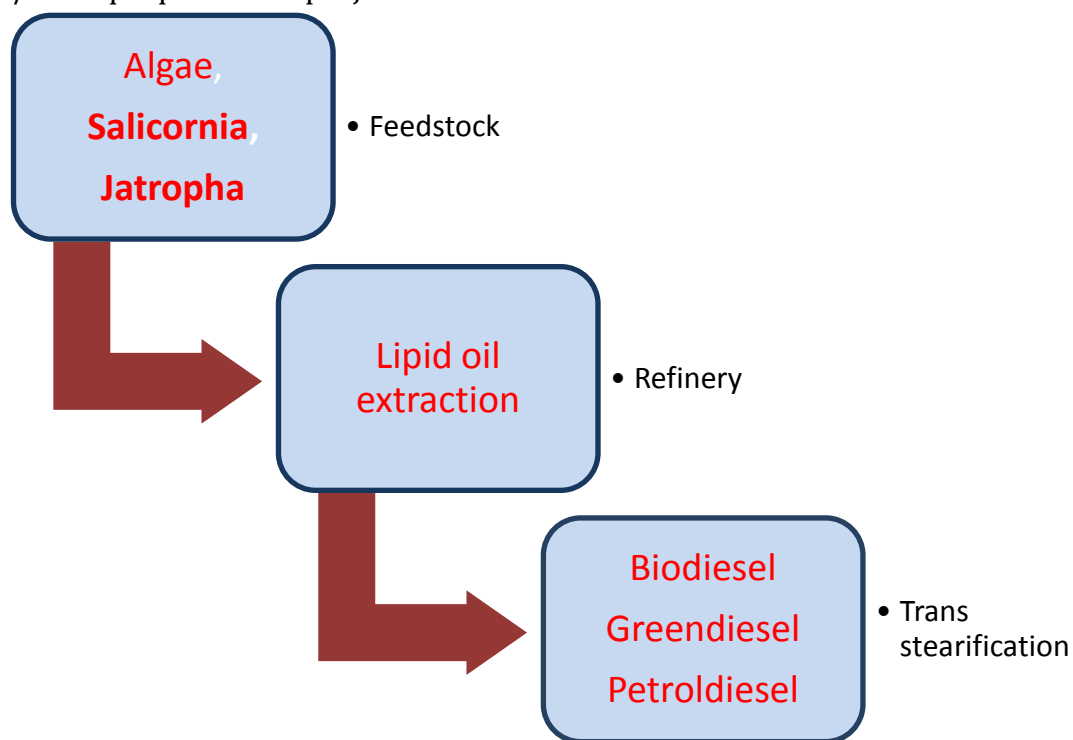 Algae,
Salicornia,
Jatropha
• Feedstock
Lipid oil
extraction
• Refinery
Biodiesel
Greendiesel
Petroldiesel
• Trans
stearification